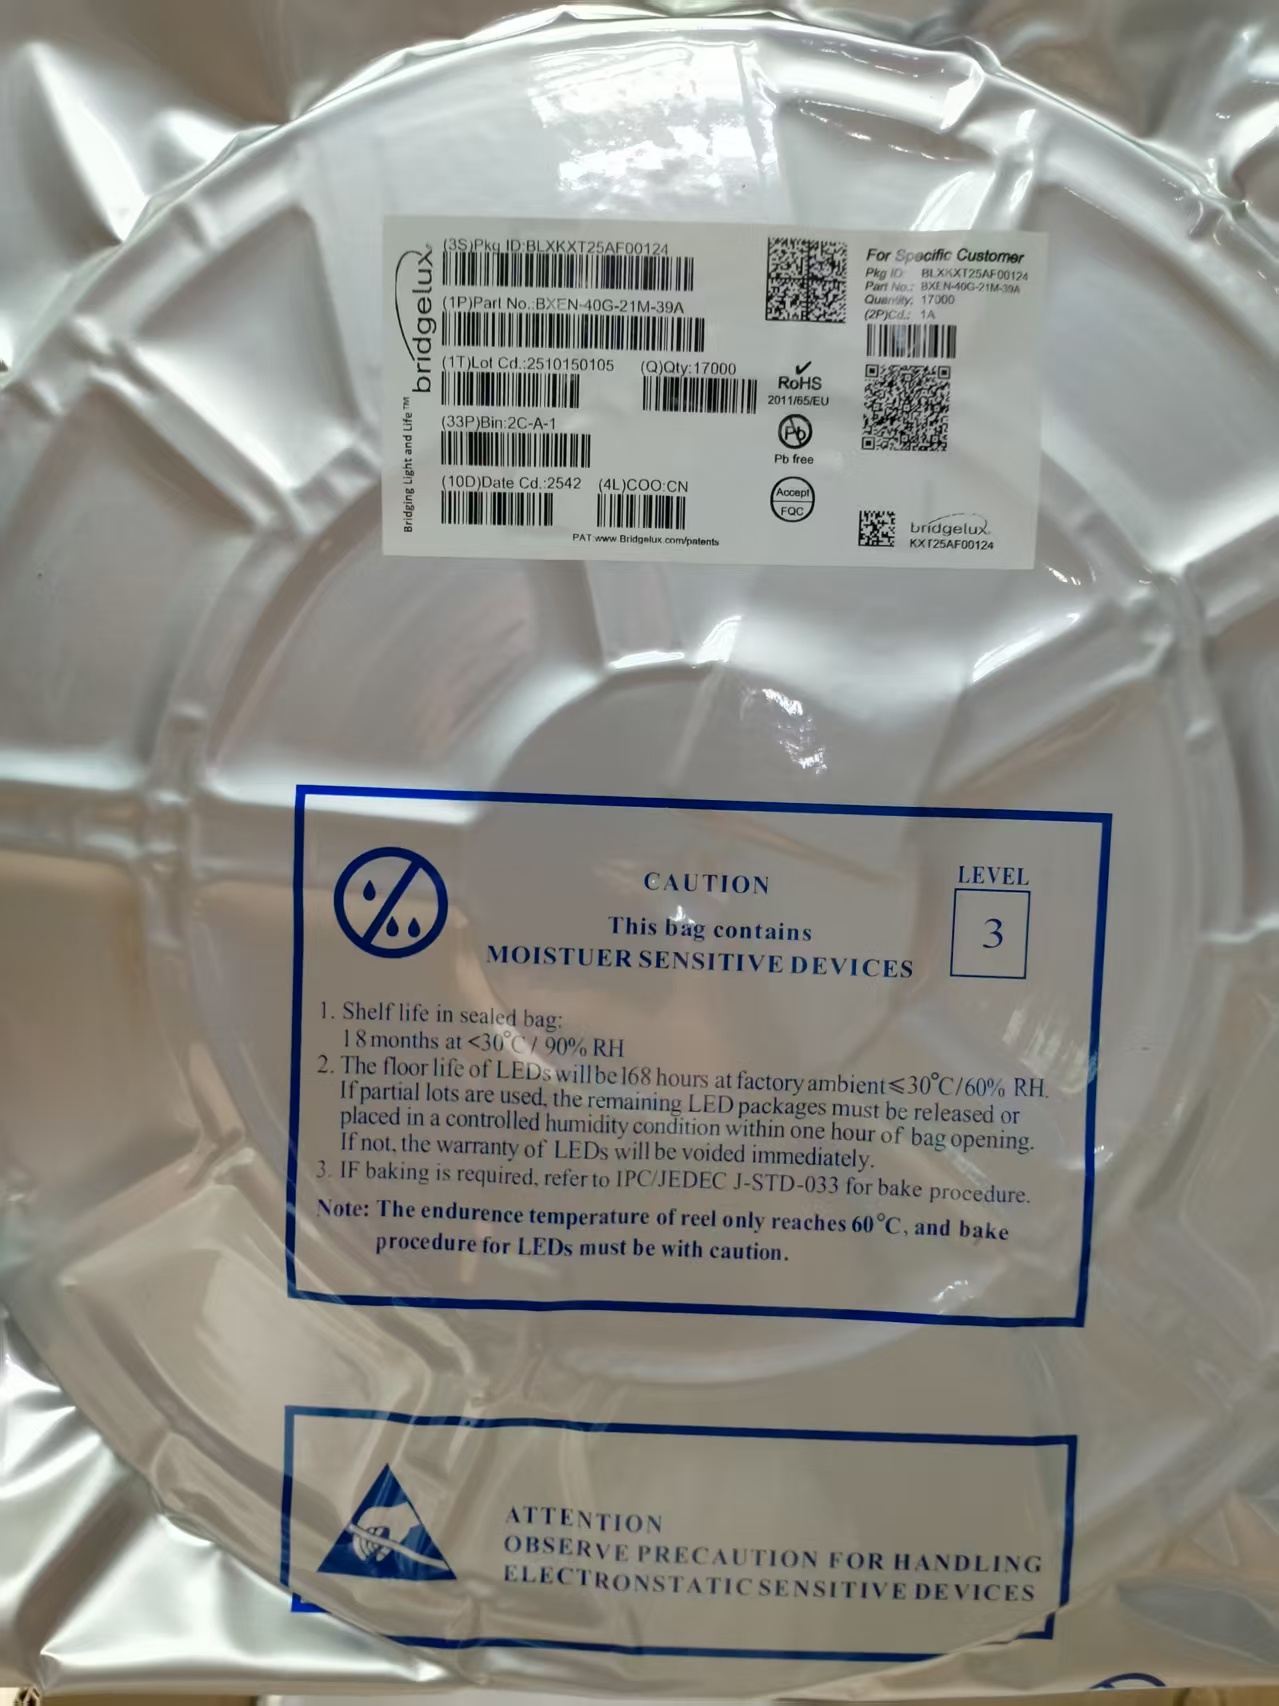 bridgelux
Bridging Light and Life™
(3S)Pkg ID:BLXKXT25AF00124
(1P)Part No.:BXEN-40G-21M-39A
(1T)Lot Cd.:2510150105 (Q)Qty:17000
(33P)Bin:2C-A-1
(10D)Date Cd.:2542 (4L)COO:CN
PAT www.Bridgelux.com/patents
RoHS
2011/65/EU
Pb
Pb free
Accept
FQC
For Specific Customer
Pkg ID: BLXKXT25AF00124
Part No.: BXEN-40G-21M-39A
Quantity: 17000
(2P)Cd.: 1A
bridgelux
KXT25AF00124
CAUTION
This bag contains
MOISTUER SENSITIVE DEVICES
LEVEL
3
1. Shelf life in sealed bag:
18 months at <30℃ / 90% RH
2. The floor life of LEDs will be 168 hours at factory ambient≤30℃/60% RH.
If partial lots are used, the remaining LED packages must be released or
placed in a controlled humidity condition within one hour of bag opening.
If not, the warranty of LEDs will be voided immediately.
3. IF baking is required, refer to IPC/JEDEC J-STD-033 for bake procedure.
Note: The endurence temperature of reel only reaches 60℃, and bake
procedure for LEDs must be with caution.
ATTENTION
OBSERVE PRECAUTION FOR HANDLING
ELECTRONSTATIC SENSITIVE DEVICES